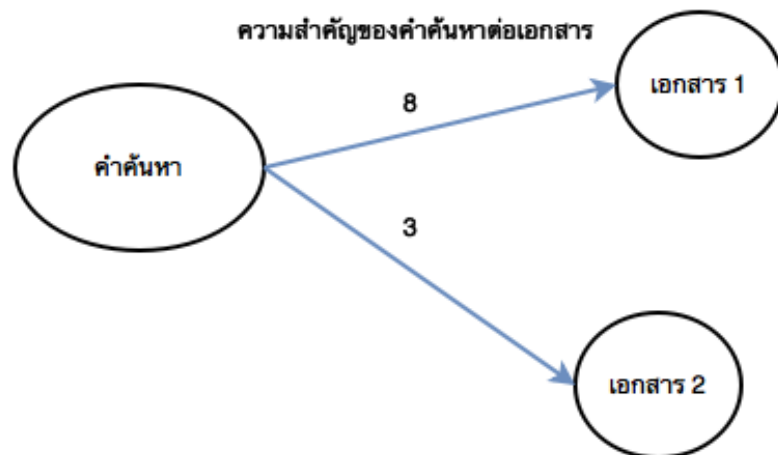 ความสำคัญของคำค้นหาต่อเอกสาร
เอกสาร 1
8
คำค้นหา
3
เอกสาร 2